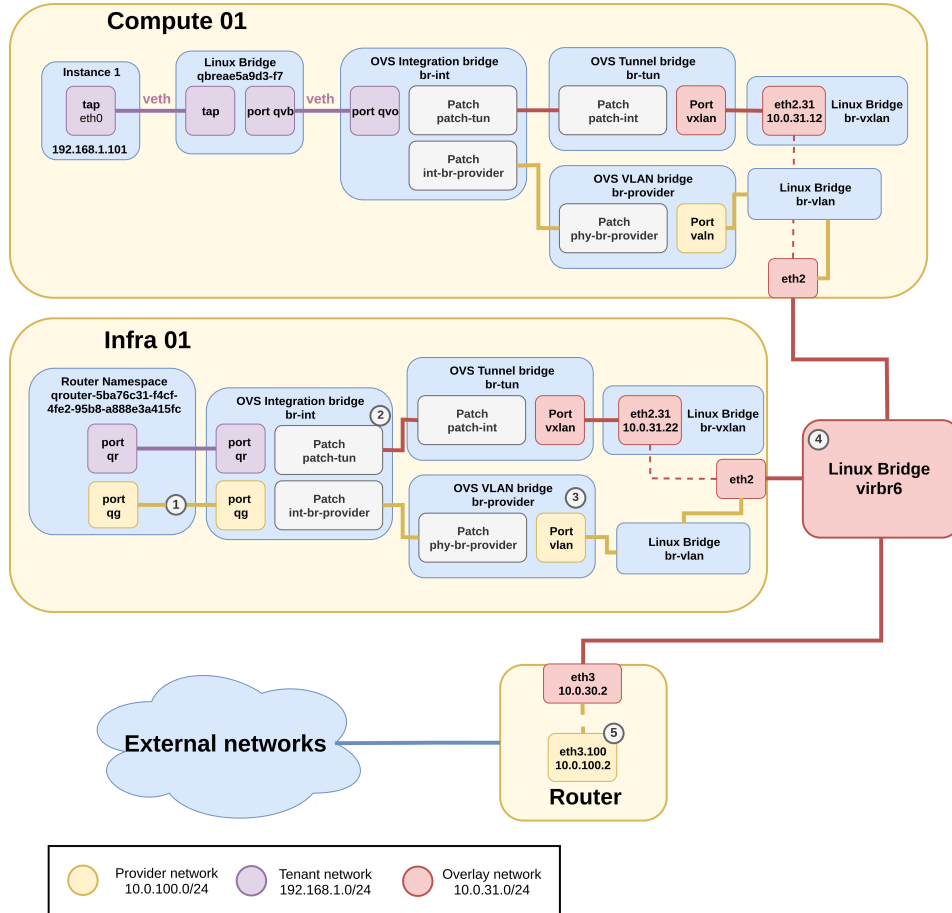 Compute 01
Instance 1
tap
eth0
192.168.1.101
veth
Linux Bridge
qbreae5a9d3-f7
tap
port qvb
veth
OVS Integration bridge
br-int
port qvo
Patch
patch-tun
Patch
int-br-provider
OVS Tunnel bridge
br-tun
Patch
patch-int
Port
vxlan
eth2.31
10.0.31.12
Linux Bridge
br-vxlan
OVS VLAN bridge
br-provider
Patch
phy-br-provider
Port
valn
Linux Bridge
br-vlan
eth2
Infra 01
Router Namespace
qrouter-5ba76c31-f4cf-
4fe2-95b8-a888e3a415fc
port
qr
port
qg
1
OVS Integration bridge
br-int
2
port
qr
port
qg
Patch
patch-tun
Patch
int-br-provider
OVS Tunnel bridge
br-tun
Patch
patch-int
Port
vxlan
eth2.31
10.0.31.22
Linux Bridge
br-vxlan
OVS VLAN bridge
br-provider
3
Patch
phy-br-provider
Port
vlan
Linux Bridge
br-vlan
eth2
4
Linux Bridge
virbr6
eth3
10.0.30.2
5
eth3.100
10.0.100.2
Router
External networks
Provider network
10.0.100.0/24
Tenant network
192.168.1.0/24
Overlay network
10.0.31.0/24